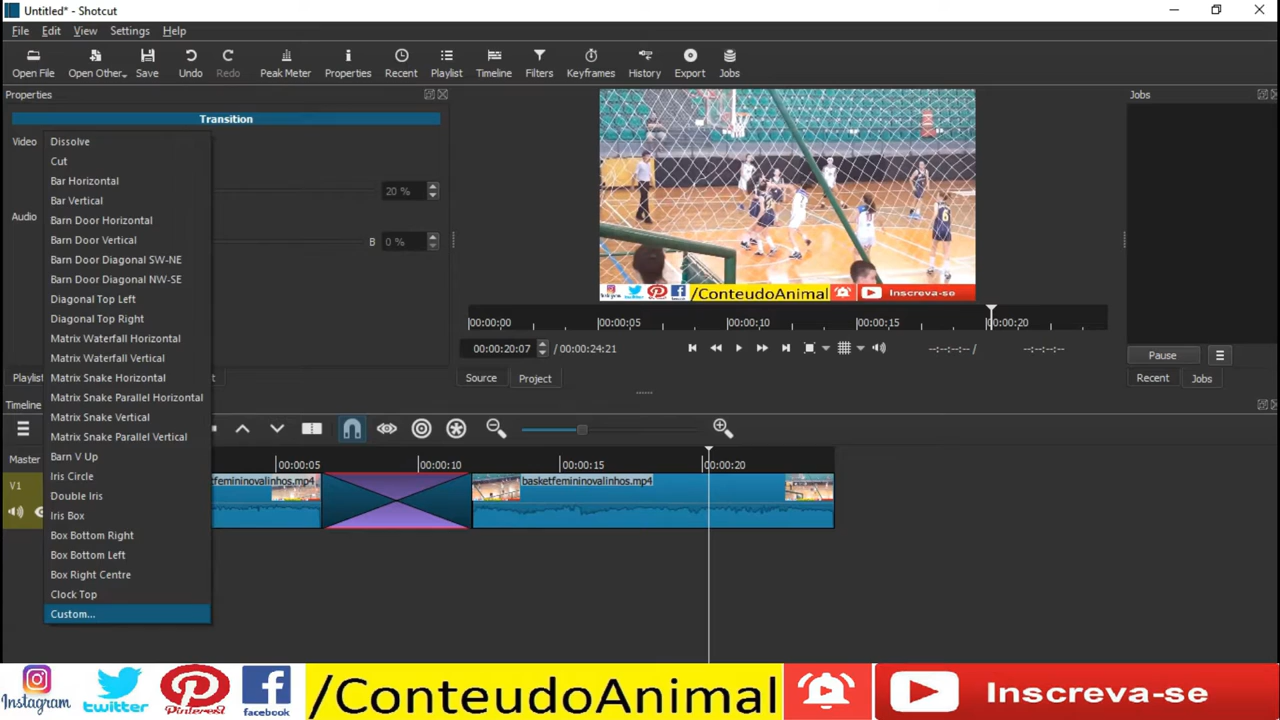 Untitled* - Shotcut
File Edit View Settings Help
Open File Open Other Save Undo Redo Peak Meter Properties Recent Playlist Timeline Filters Keyframes History Export Jobs
Properties
Transition
Video
Dissolve
Cut
Bar Horizontal
20 %
Bar Vertical
Audio
Barn Door Horizontal
Barn Door Vertical
B 0 %
Barn Door Diagonal SW-NE
Barn Door Diagonal NW-SE
Diagonal Top Left
Diagonal Top Right
Matrix Waterfall Horizontal
Matrix Waterfall Vertical
Matrix Snake Horizontal
Matrix Snake Parallel Horizontal
Matrix Snake Vertical
Matrix Snake Parallel Vertical
Barn V Up
Iris Circle
Double Iris
Iris Box
Box Bottom Right
Box Bottom Left
Box Right Centre
Clock Top
Custom...
Playlist
6
Instagram twitter Pinterest facebook /ConteudoAnimal Inscreva-se
00:00:00 00:00:05 00:00:10 00:00:15 00:00:20
00:00:20:07 / 00:00:24:21 --:--:--:-- / --:--:--:--
Source Project
Jobs
Pause
Recent Jobs
Timeline
Master 00:00:05 00:00:10 00:00:15 00:00:20
V1 tfemininovalinhos.mp4 basketfemininovalinhos.mp4
Instagram twitter Pinterest facebook /ConteudoAnimal Inscreva-se